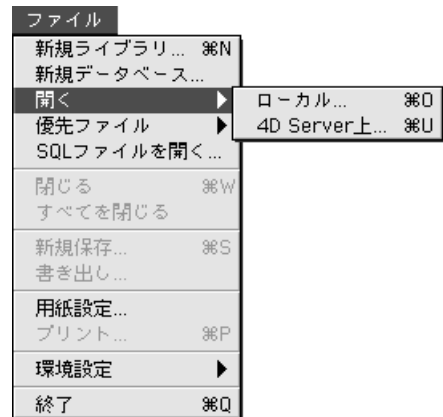 ファイル
新規ライブラリ... ⌘N
新規データベース...
開く
ローカル... ⌘O
優先ファイル
4D Server上... ⌘U
SQLファイルを開く...
閉じる ⌘W
すべてを閉じる
新規保存... ⌘S
書き出し...
用紙設定...
プリント... ⌘P
環境設定
終了 ⌘Q